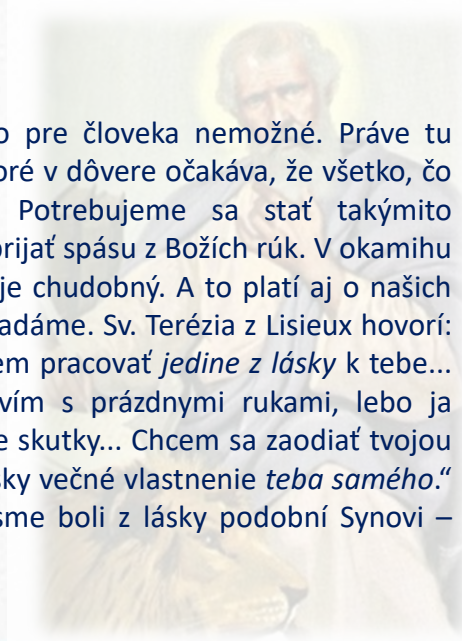 o pre človeka nemožné. Práve tu
oré v dôvere očakáva, že všetko, čo
Potrebujeme sa stať takýmito
orijať spásu z Božích rúk. V okamihu
je chudobný. A to platí aj o našich
adáme. Sv. Terézia z Lisieux hovorí:
em pracovať jedine z lásky k tebe...
vím s prázdnymi rukami, lebo ja
e skutky... Chcem sa zaodiať tvojou
sky večné vlastnenie teba samého.“
sme boli z lásky podobní Synovi –